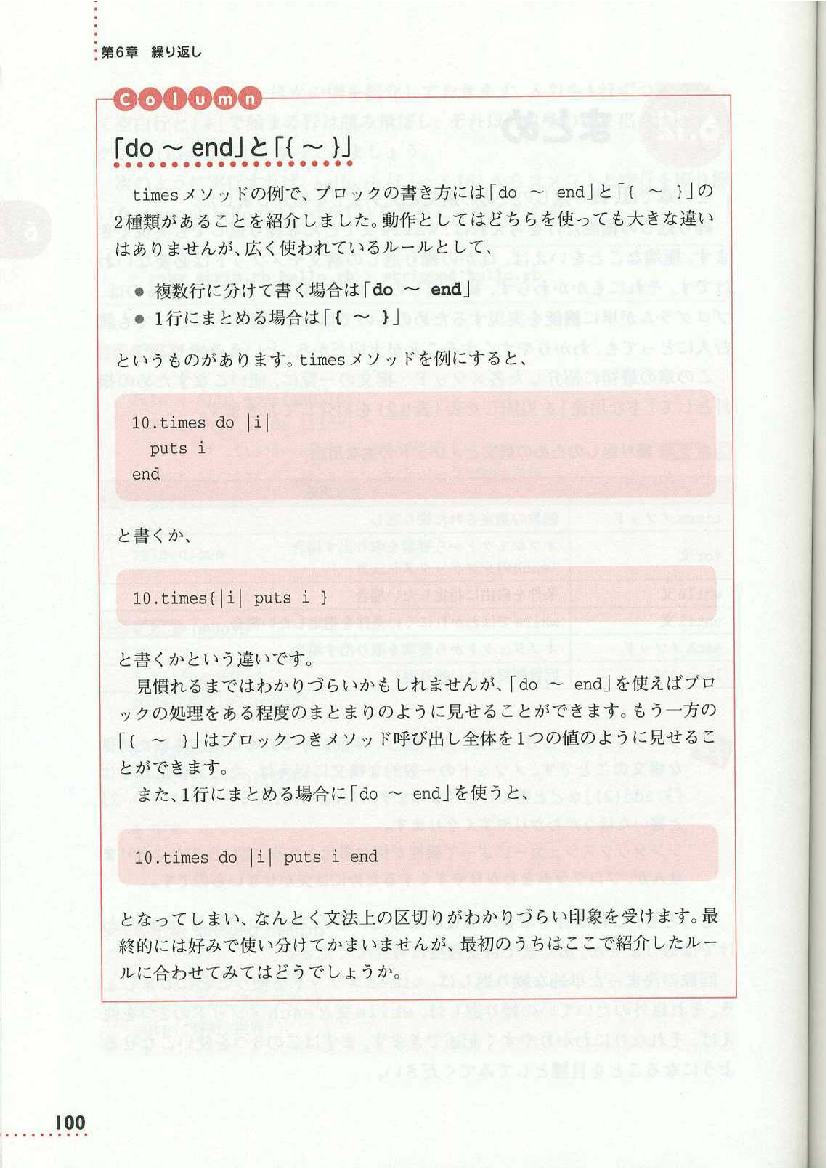 第6章 繰り返し
Column
「do ～ end」と「{ ～ }」
timesメソッドの例で、ブロックの書き方には「do ～ end」と「{ ～ }」の
2種類があることを紹介しました。動作としてはどちらを使っても大きな違い
はありませんが、広く使われているルールとして、
● 複数行に分けて書く場合は「do ～ end」
● 1行にまとめる場合は「{ ～ }」
というものがあります。timesメソッドを例にすると、
10.times do |i|
puts i
end
と書くか、
10.times{|i| puts i }
と書くかという違いです。
見慣れるまではわかりづらいかもしれませんが、「do ～ end」を使えばブロ
ックの処理をある程度のまとまりのように見せることができます。もう一方の
「{ ～ }」はブロックつきメソッド呼び出し全体を1つの値のように見せるこ
とができます。
また、1行にまとめる場合に「do ～ end」を使うと、
10.times do |i| puts i end
となってしまい、なんとく文法上の区切りがわかりづらい印象を受けます。最
終的には好みで使い分けてかまいませんが、最初のうちはここで紹介したルー
ルに合わせてみてはどうでしょうか。
100